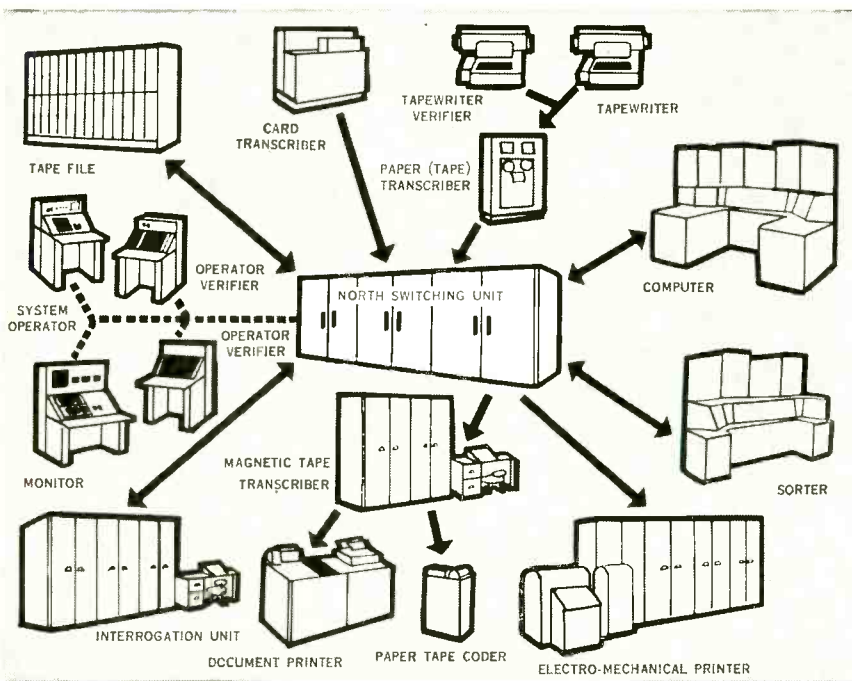 TAPEWRITER
VERIFIER
TAPEWRITER
CARD
TRANSCRIBER
TAPE FILE
PAPER (TAPE)
TRANSCRIBER
OPERATOR
VERIFIER
COMPUTER
SYSTEM
OPERATOR
NORTH SWITCHING UNIT
OPERATOR
VERIFIER
MAGNETIC TAPE
TRANSCRIBER
MONITOR
SORTER
INTERROGATION UNIT
DOCUMENT PRINTER
PAPER TAPE CODER
ELECTRO-MECHANICAL PRINTER